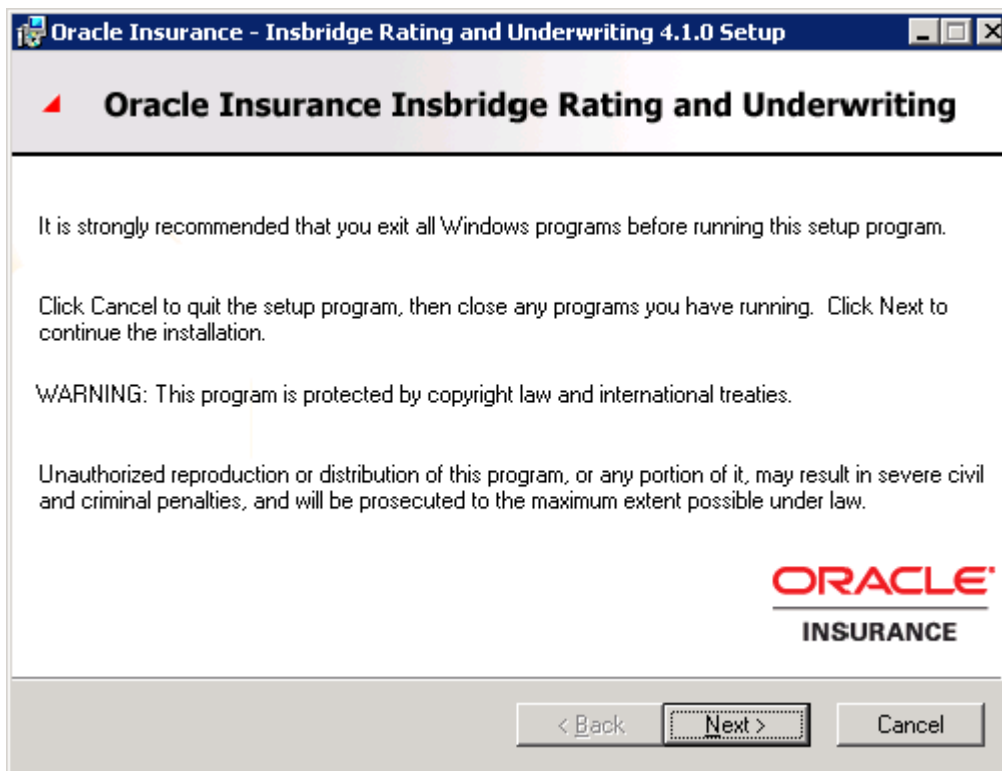 Oracle Insurance - Insbridge Rating and Underwriting 4.1.0 Setup
Oracle Insurance Insbridge Rating and Underwriting
It is strongly recommended that you exit all Windows programs before running this setup program.
Click Cancel to quit the setup program, then close any programs you have running.  Click Next to
continue the installation.
WARNING: This program is protected by copyright law and international treaties.
Unauthorized reproduction or distribution of this program, or any portion of it, may result in severe civil
and criminal penalties, and will be prosecuted to the maximum extent possible under law.
ORACLE
INSURANCE
< Back
Next >
Cancel